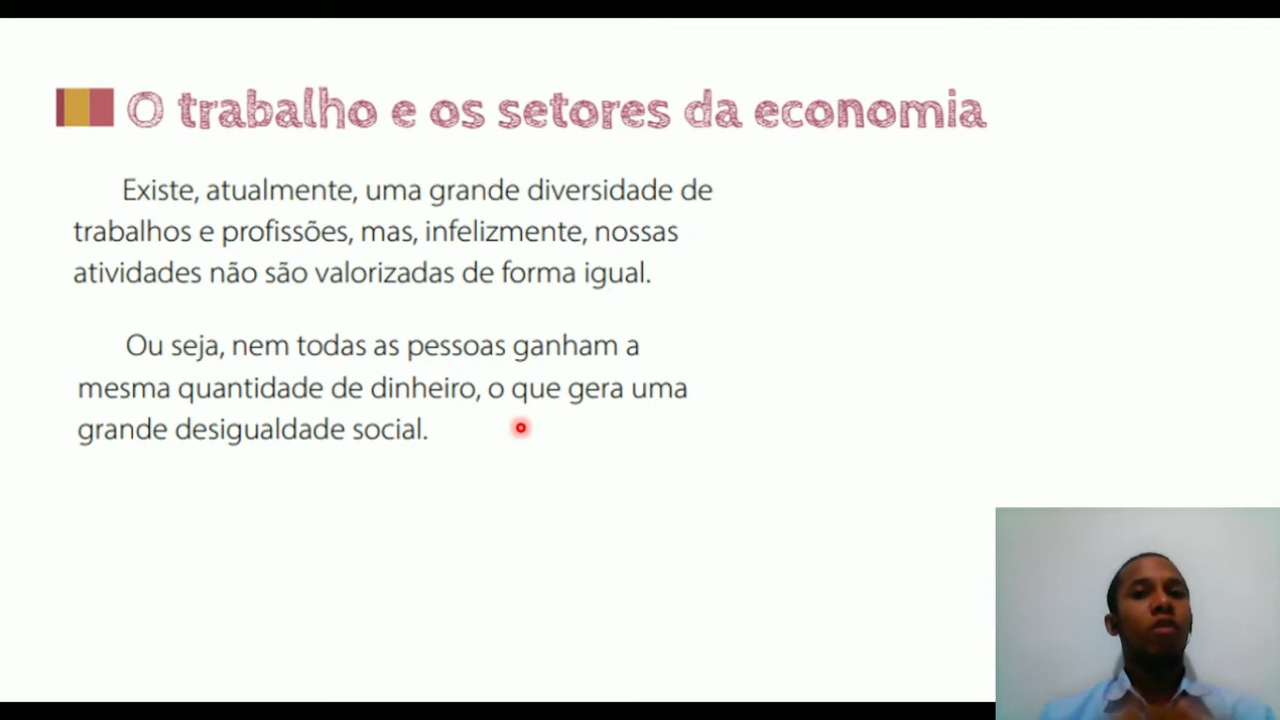 O trabalho e os setores da economia
Existe, atualmente, uma grande diversidade de
trabalhos e profissões, mas, infelizmente, nossas
atividades não são valorizadas de forma igual.
Ou seja, nem todas as pessoas ganham a
mesma quantidade de dinheiro, o que gera uma
grande desigualdade social.